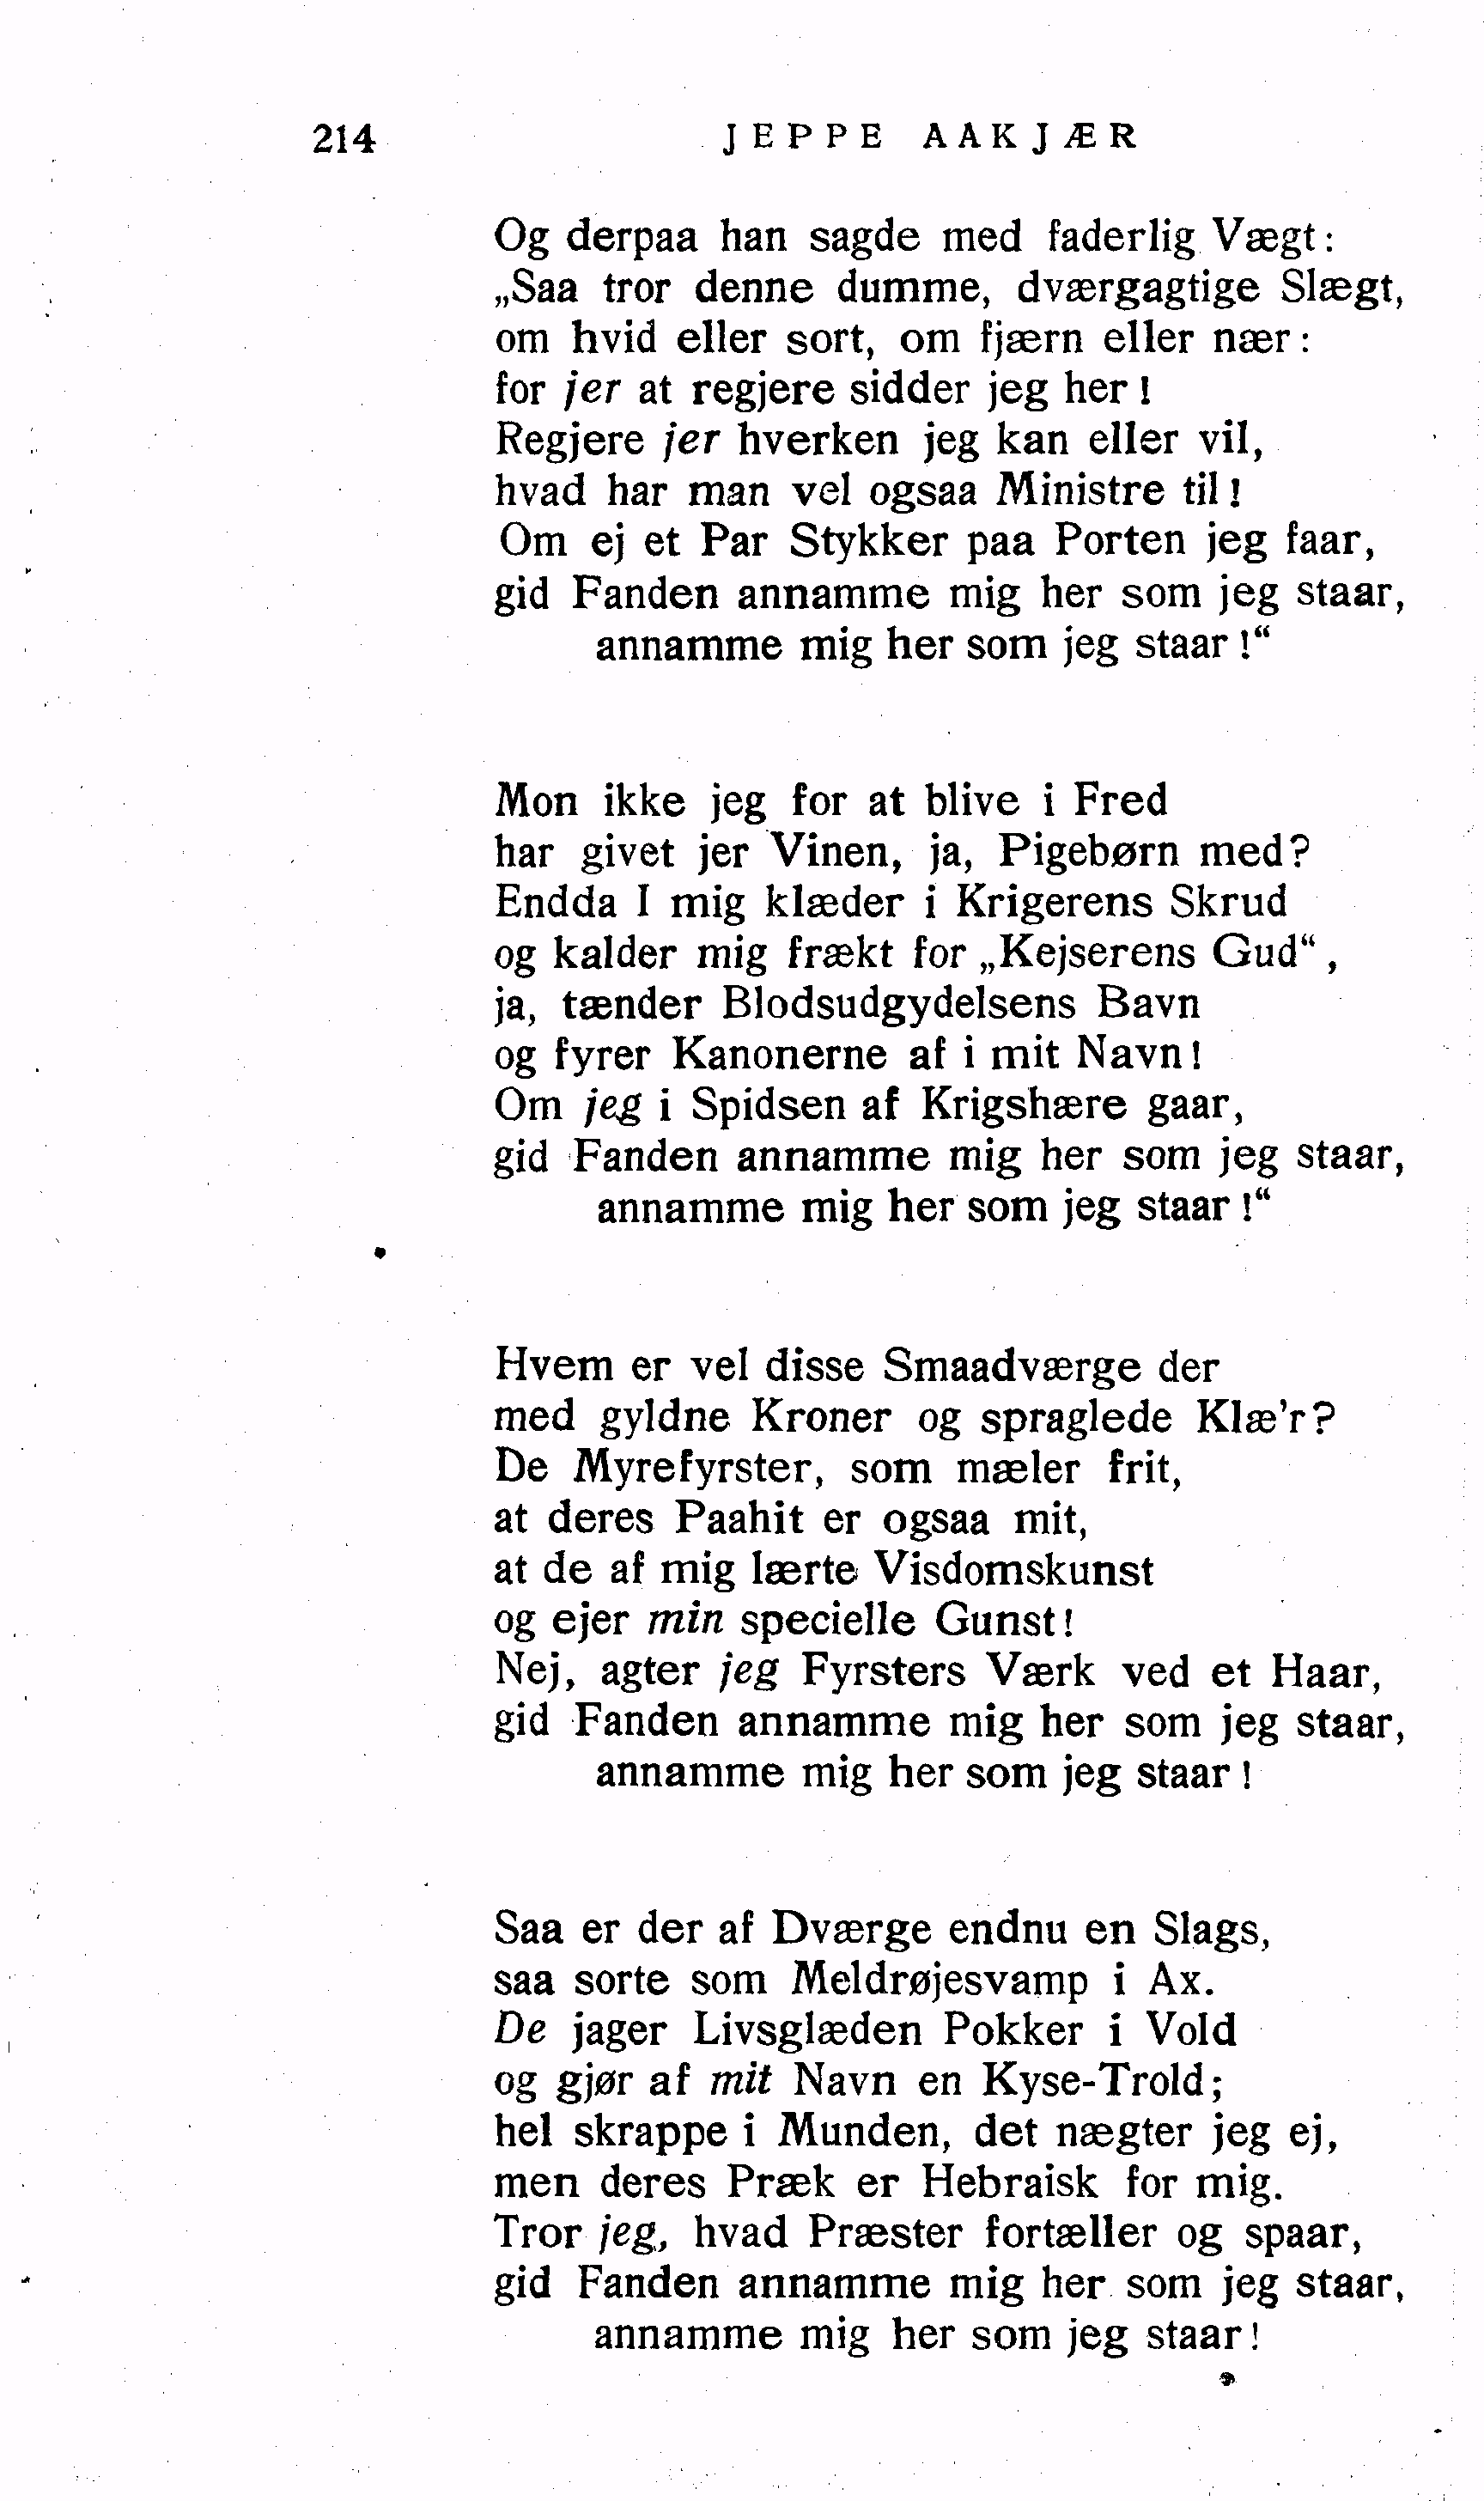 214 JEPPE AAKJÆR
Og derpaa han sagde med faderlig Vægt:
„Saa tror denne dumme, dværgagtige Slægt,
om hvid eller sort, om fjærn eller nær:
for jer at regjere sidder jeg her!
Regjere jer hverken jeg kan eller vil,
hvad har man vel ogsaa Ministre til!
Om ej et Par Stykker paa Porten jeg faar,
gid Fanden annamme mig her som jeg staar,
annamme mig her som jeg staar!“
Mon ikke jeg for at blive i Fred
har givet jer Vinen, ja, Pigebørn med?
Endda I mig klæder i Krigerens Skrud
og kalder mig frækt for „Kejserens Gud“,
ja, tænder Blodsudgydelsens Bavn
og fyrer Kanonerne af i mit Navn!
Om jeg i Spidsen af Krigshære gaar,
gid Fanden annamme mig her som jeg staar,
annamme mig her som jeg staar!“
Hvem er vel disse Smaadværge der
med gyldne Kroner og spraglede Klæ'r?
De Myrefyrster, som mæler frit,
at deres Paahit er ogsaa mit,
at de af mig lærte Visdomskunst
og ejer min specielle Gunst!
Nej, agter jeg Fyrsters Værk ved et Haar,
gid Fanden annamme mig her som jeg staar,
annamme mig her som jeg staar!
Saa er der af Dværge endnu en Slags,
saa sorte som Meldrøjesvamp i Ax.
De jager Livsglæden Pokker i Vold
og gjør af mit Navn en Kyse-Trold;
hel skrappe i Munden, det nægter jeg ej,
men deres Præk er Hebraisk for mig.
Tror jeg, hvad Præster fortæller og spaar,
gid Fanden annamme mig her som jeg staar,
annamme mig her som jeg staar!